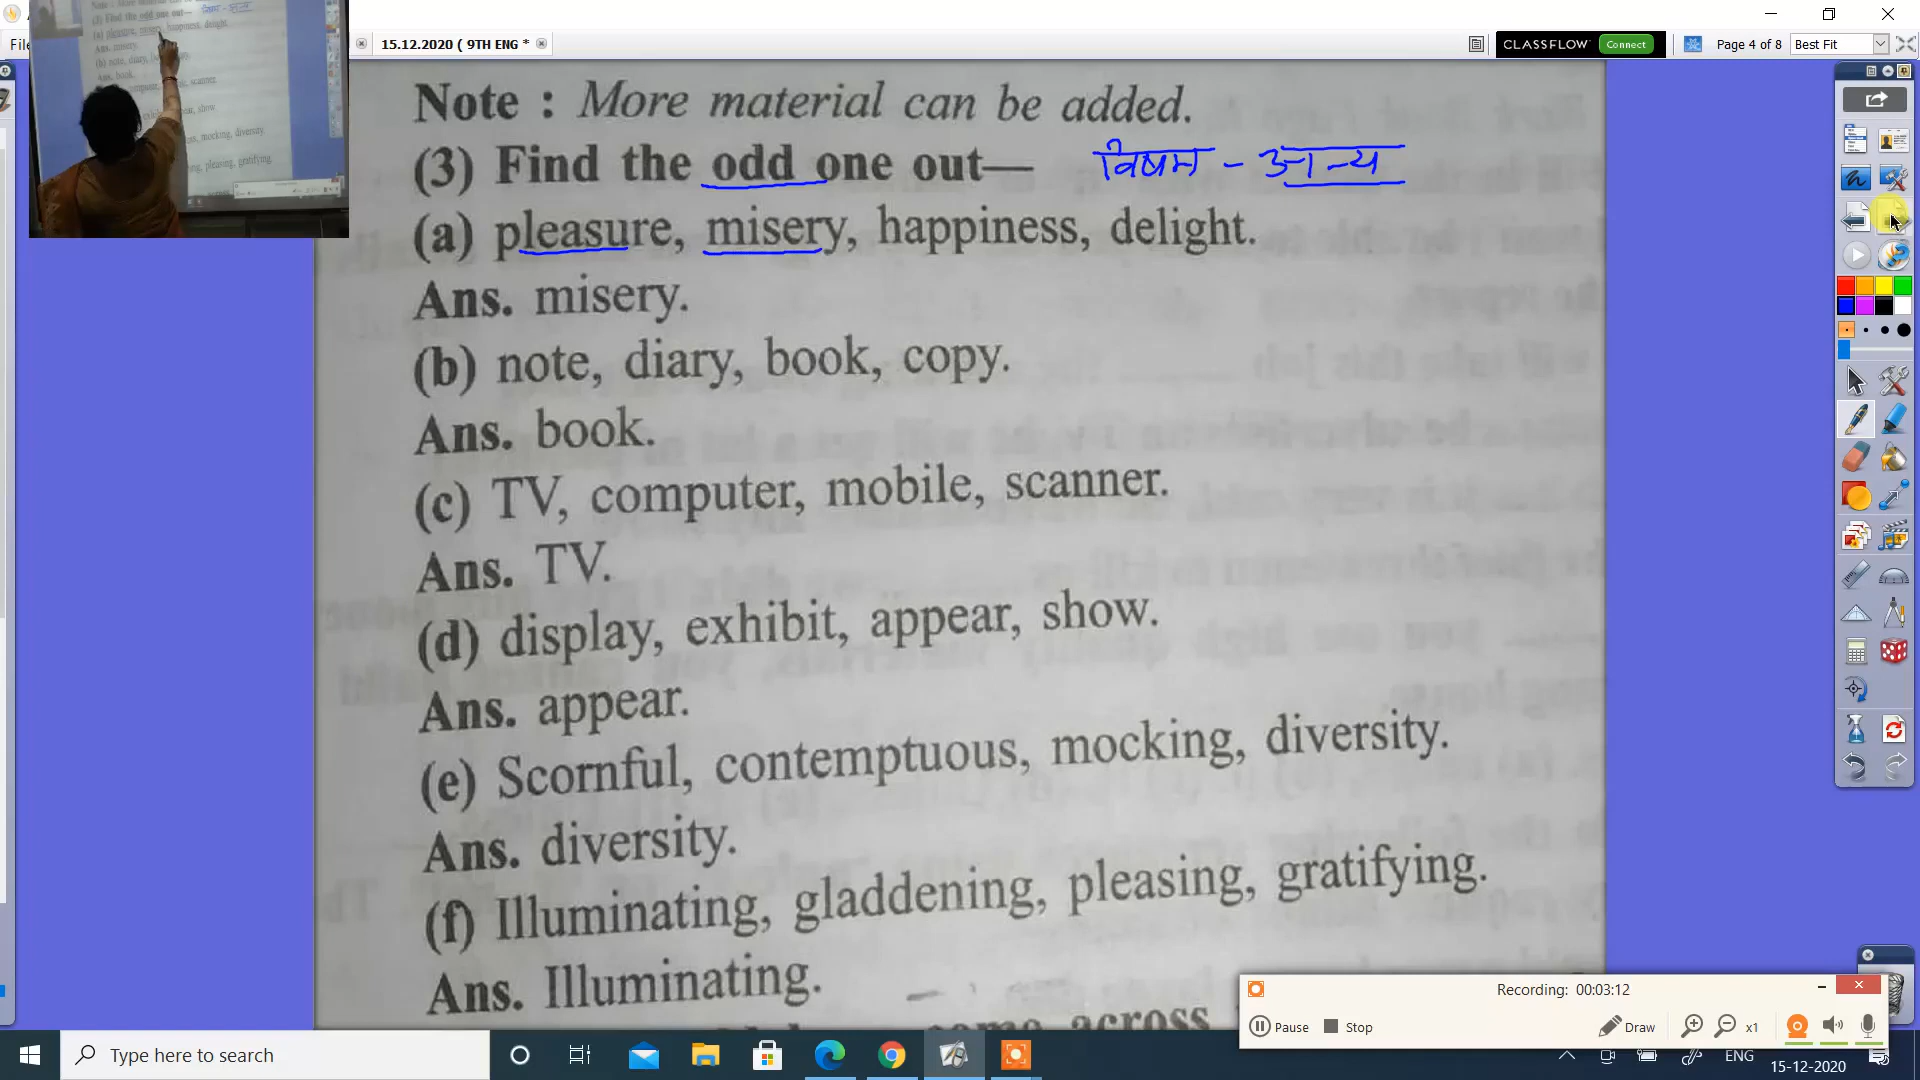 15.12.2020 ( 9TH ENG *
CLASSFLOW Connect
Page 4 of 8
Best Fit
Note : More material can be added.
(3) Find the odd one out— विषम - अन्य
(a) pleasure, misery, happiness, delight.
Ans. misery.
(b) note, diary, book, copy.
Ans. book.
(c) TV, computer, mobile, scanner.
Ans. TV.
(d) display, exhibit, appear, show.
Ans. appear.
(e) Scornful, contemptuous, mocking, diversity.
Ans. diversity.
(f) Illuminating, gladdening, pleasing, gratifying.
Ans. Illuminating.
across
Recording: 00:03:12
Pause Stop Draw x1
Type here to search
ENG
15-12-2020